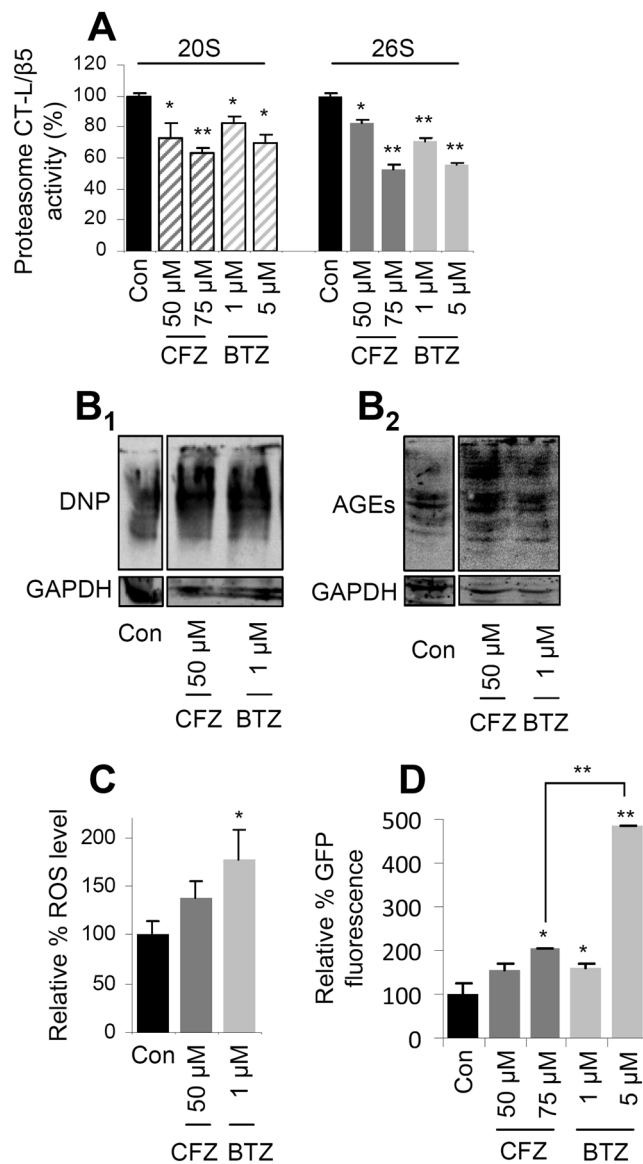 A
20S 26S
Proteasome CT-L/β5
activity (%)
120
100
80
60
40
20
0
* ** * * * ** ** **
Con 50 µM 75 µM 1 µM 5 µM Con 50 µM 75 µM 1 µM 5 µM
CFZ BTZ CFZ BTZ
B1
DNP
GAPDH
Con 50 µM 1 µM
CFZ BTZ
B2
AGEs
GAPDH
Con 50 µM 1 µM
CFZ BTZ
C
Relative % ROS level
200
150
100
50
0
*
Con 50 µM 1 µM
CFZ BTZ
D
Relative % GFP
fluorescence
500
400
300
200
100
0
**
* * **
Con 50 µM 75 µM 1 µM 5 µM
CFZ BTZ